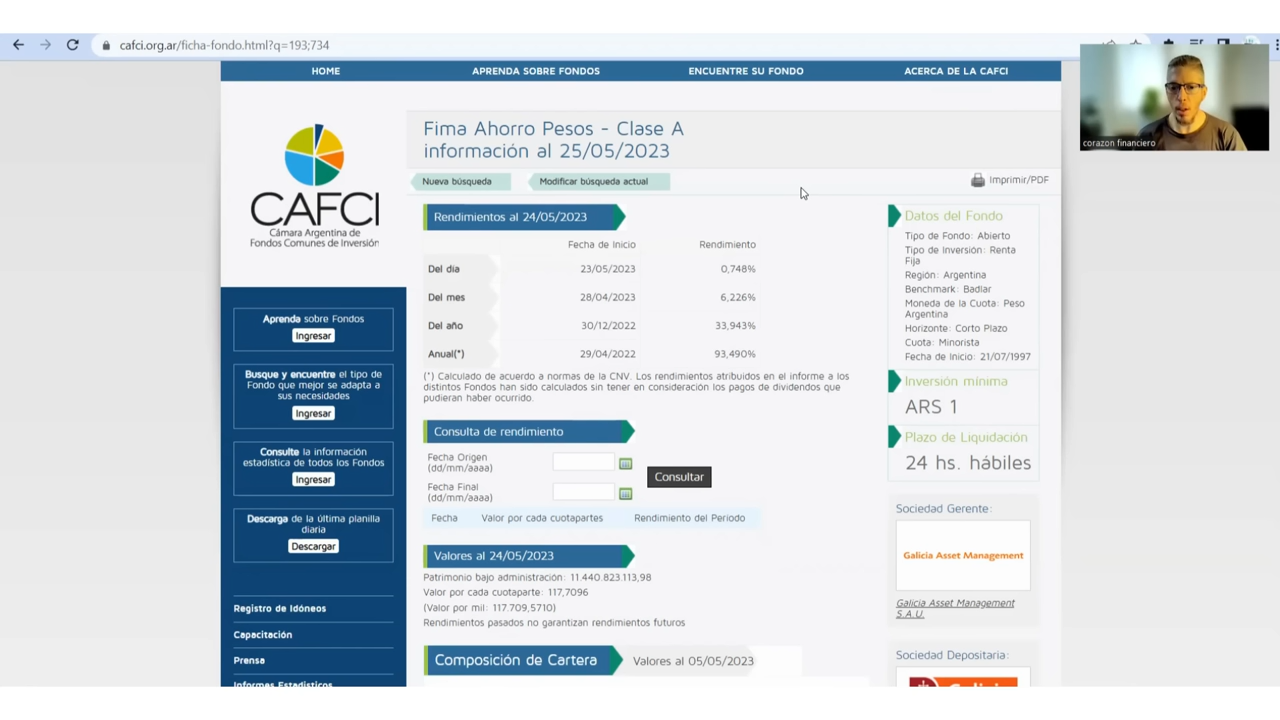 cafci.org.ar/ficha-fondo.html?q=193;734
HOME
APRENDA SOBRE FONDOS
ENCUENTRE SU FONDO
ACERCA DE LA CAFCI
corazon financiero
CAFCI
Cámara Argentina de
Fondos Comunes de Inversión
Fima Ahorro Pesos - Clase A
información al 25/05/2023
Nueva búsqueda
Modificar búsqueda actual
Imprimir/PDF
Rendimientos al 24/05/2023
Fecha de Inicio Rendimiento
Del día 23/05/2023 0,748%
Del mes 28/04/2023 6,226%
Del año 30/12/2022 33,943%
Anual(*) 29/04/2022 93,490%
(*) Calculado de acuerdo a normas de la CNV. Los rendimientos atribuidos en el informe a los
distintos Fondos han sido calculados sin tener en consideración los pagos de dividendos que
pudieran haber ocurrido.
Consulta de rendimiento
Fecha Origen
(dd/mm/aaaa)
Fecha Final
(dd/mm/aaaa)
Consultar
Fecha Valor por cada cuotapartes Rendimiento del Periodo
Valores al 24/05/2023
Patrimonio bajo administración: 11.440.823.113,98
Valor por cada cuotaparte: 117,7096
(Valor por mil: 117.709,5710)
Rendimientos pasados no garantizan rendimientos futuros
Composición de Cartera
Valores al 05/05/2023
Datos del Fondo
Tipo de Fondo: Abierto
Tipo de Inversión: Renta
Fija
Región: Argentina
Benchmark: Badlar
Moneda de la Cuota: Peso
Argentina
Horizonte: Corto Plazo
Cuota: Minorista
Fecha de Inicio: 21/07/1997
Inversión mínima
ARS 1
Plazo de Liquidación
24 hs. hábiles
Sociedad Gerente:
Galicia Asset Management
Galicia Asset Management
S.A.U.
Sociedad Depositaria:
Galicia
Aprenda sobre Fondos
Ingresar
Busque y encuentre el tipo de
Fondo que mejor se adapta a
sus necesidades
Ingresar
Consulte la información
estadística de todos los Fondos
Ingresar
Descarga de la última planilla
diaria
Descargar
Registro de Idóneos
Capacitación
Prensa
Informes Estadísticos